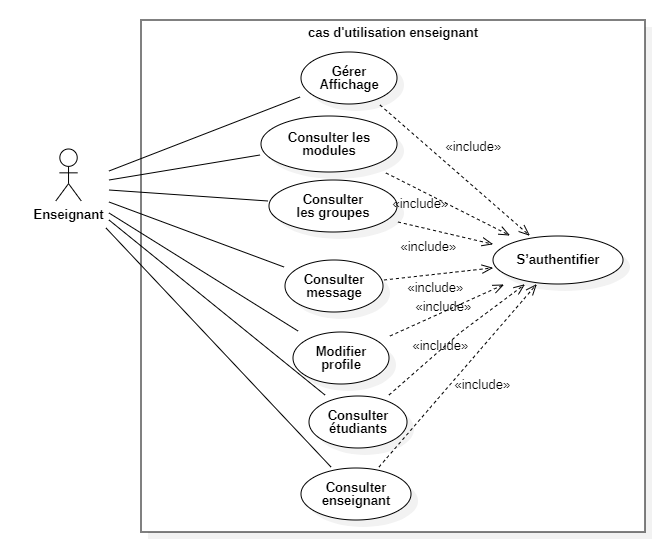 cas d'utilisation enseignant
Gérer
Affichage
«include»
Consulter les
modules
Consulter
les groupes
«include»
Enseignant
«include»
S'authentifier
Consulter
message
«include»
«include»
Modifier
profile
«include»
«include»
Consulter
étudiants
Consulter
enseignant